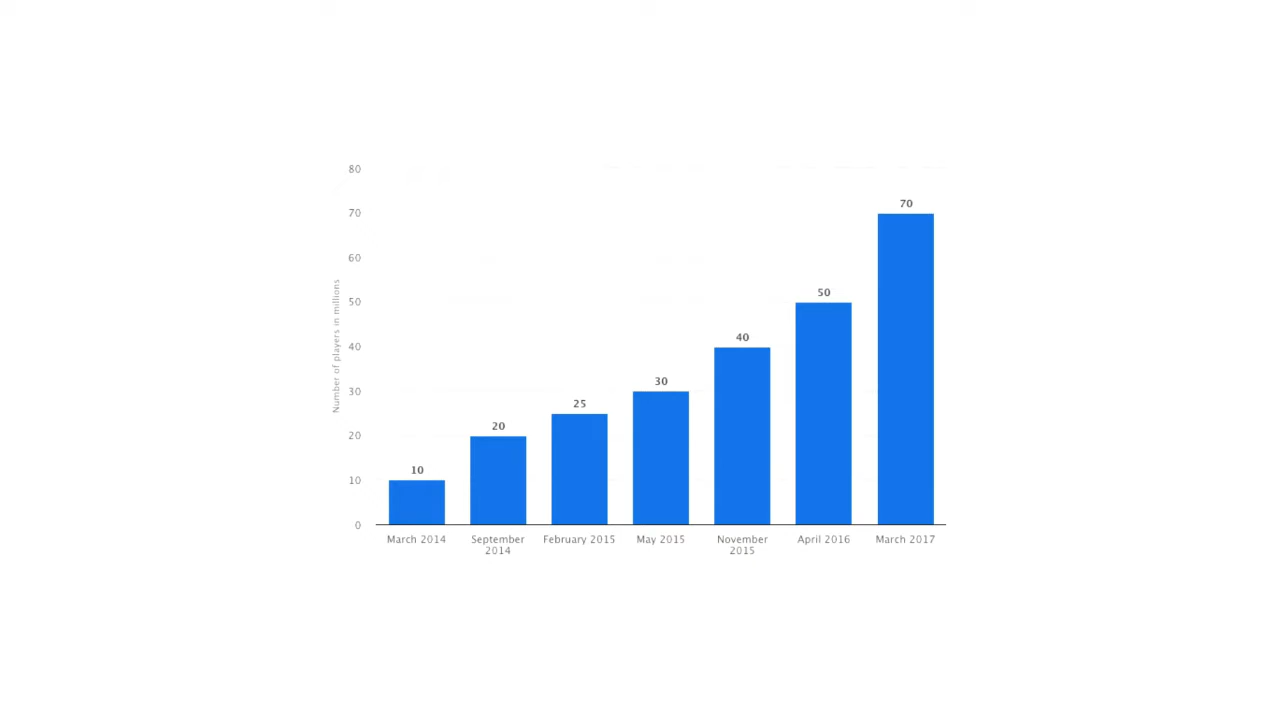 80
70
60
50
40
30
20
10
0
Number of players in millions
10
20
25
30
40
50
70
March 2014
September
2014
February 2015
May 2015
November
2015
April 2016
March 2017